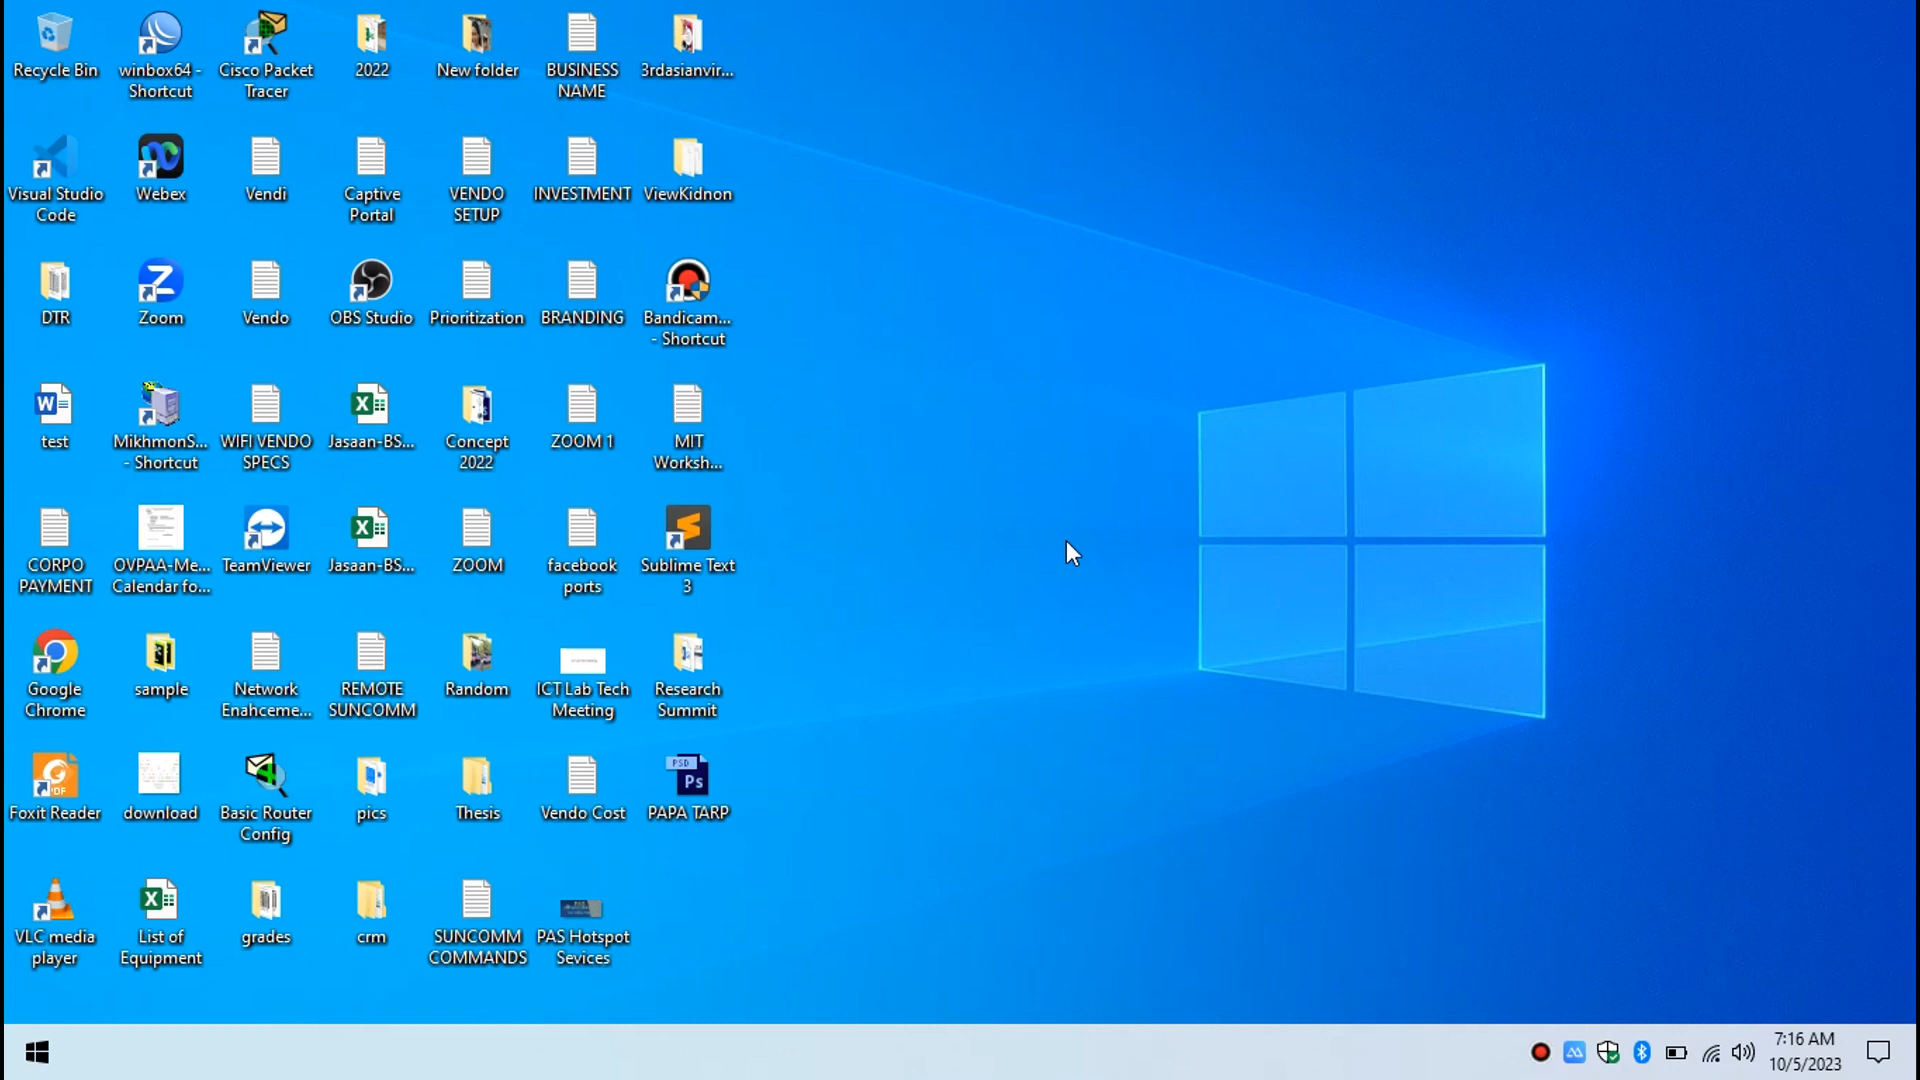 Recycle Bin
winbox64 -
Shortcut
Cisco Packet
Tracer
2022
New folder
BUSINESS
NAME
3rdasianvir...
Visual Studio
Code
Webex
Vendi
Captive
Portal
VENDO
SETUP
INVESTMENT
ViewKidnon
DTR
Zoom
Vendo
OBS Studio
Prioritization
BRANDING
Bandicam...
- Shortcut
test
MikhmonS...
- Shortcut
WIFI VENDO
SPECS
Jasaan-BS...
Concept
2022
ZOOM 1
MIT
Worksh...
CORPO
PAYMENT
OVPAA-Me...
Calendar fo...
TeamViewer
Jasaan-BS...
ZOOM
facebook
ports
Sublime Text
3
Google
Chrome
sample
Network
Enahceme...
REMOTE
SUNCOMM
Random
ICT Lab Tech
Meeting
Research
Summit
Foxit Reader
download
Basic Router
Config
pics
Thesis
Vendo Cost
PSD
Ps
PAPA TARP
VLC media
player
List of
Equipment
grades
crm
SUNCOMM
COMMANDS
PAS Hotspot
Sevices
7:16 AM
10/5/2023